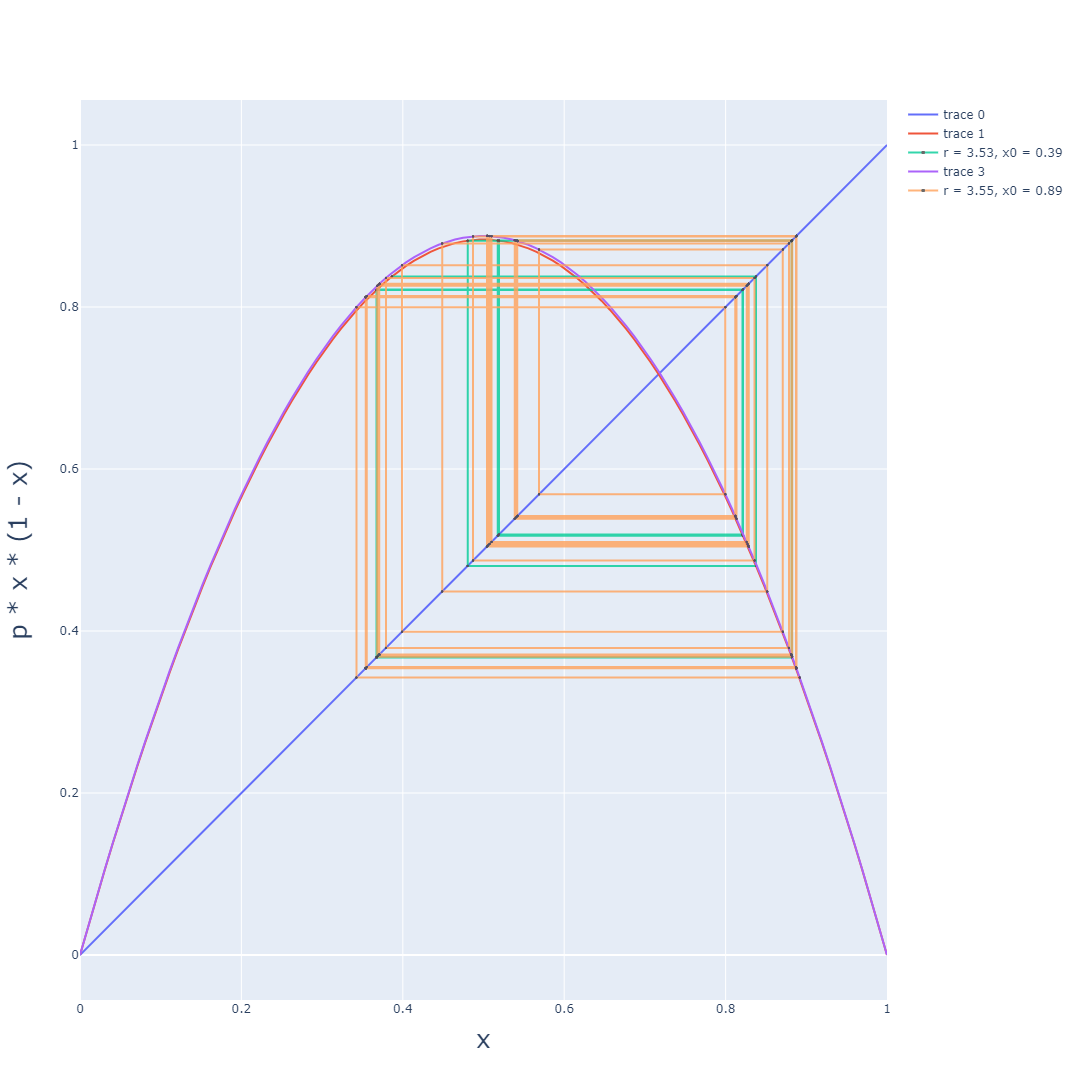 trace 0
trace 1
r = 3.53, x0 = 0.39
trace 3
r = 3.55, x0 = 0.89
1
0.8
0.6
0.4
0.2
0
p * x * (1 - x)
0 0.2 0.4 0.6 0.8 1
x